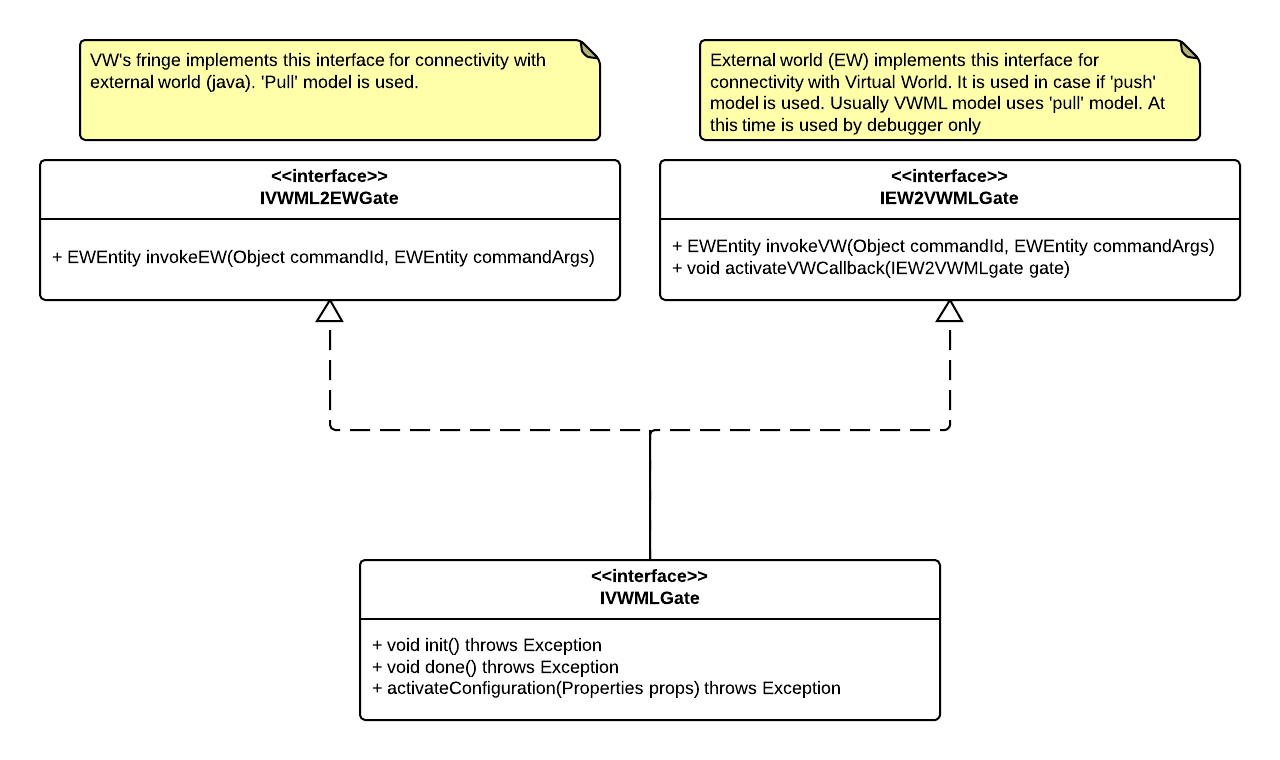 VW's fringe implements this interface for connectivity with
external world (java). 'Pull' model is used.
External world (EW) implements this interface for
connectivity with Virtual World. It is used in case if 'push'
model is used. Usually VWML model uses 'pull' model. At
this time is used by debugger only
<<interface>>
IVWML2EWGate
+ EWEntity invokeEW(Object commandId, EWEntity commandArgs)
<<interface>>
IEW2VWMLGate
+ EWEntity invokeVW(Object commandId, EWEntity commandArgs)
+ void activateVWCallback(IEW2VWMLgate gate)
<<interface>>
IVWMLGate
+ void init() throws Exception
+ void done() throws Exception
+ activateConfiguration(Properties props) throws Exception